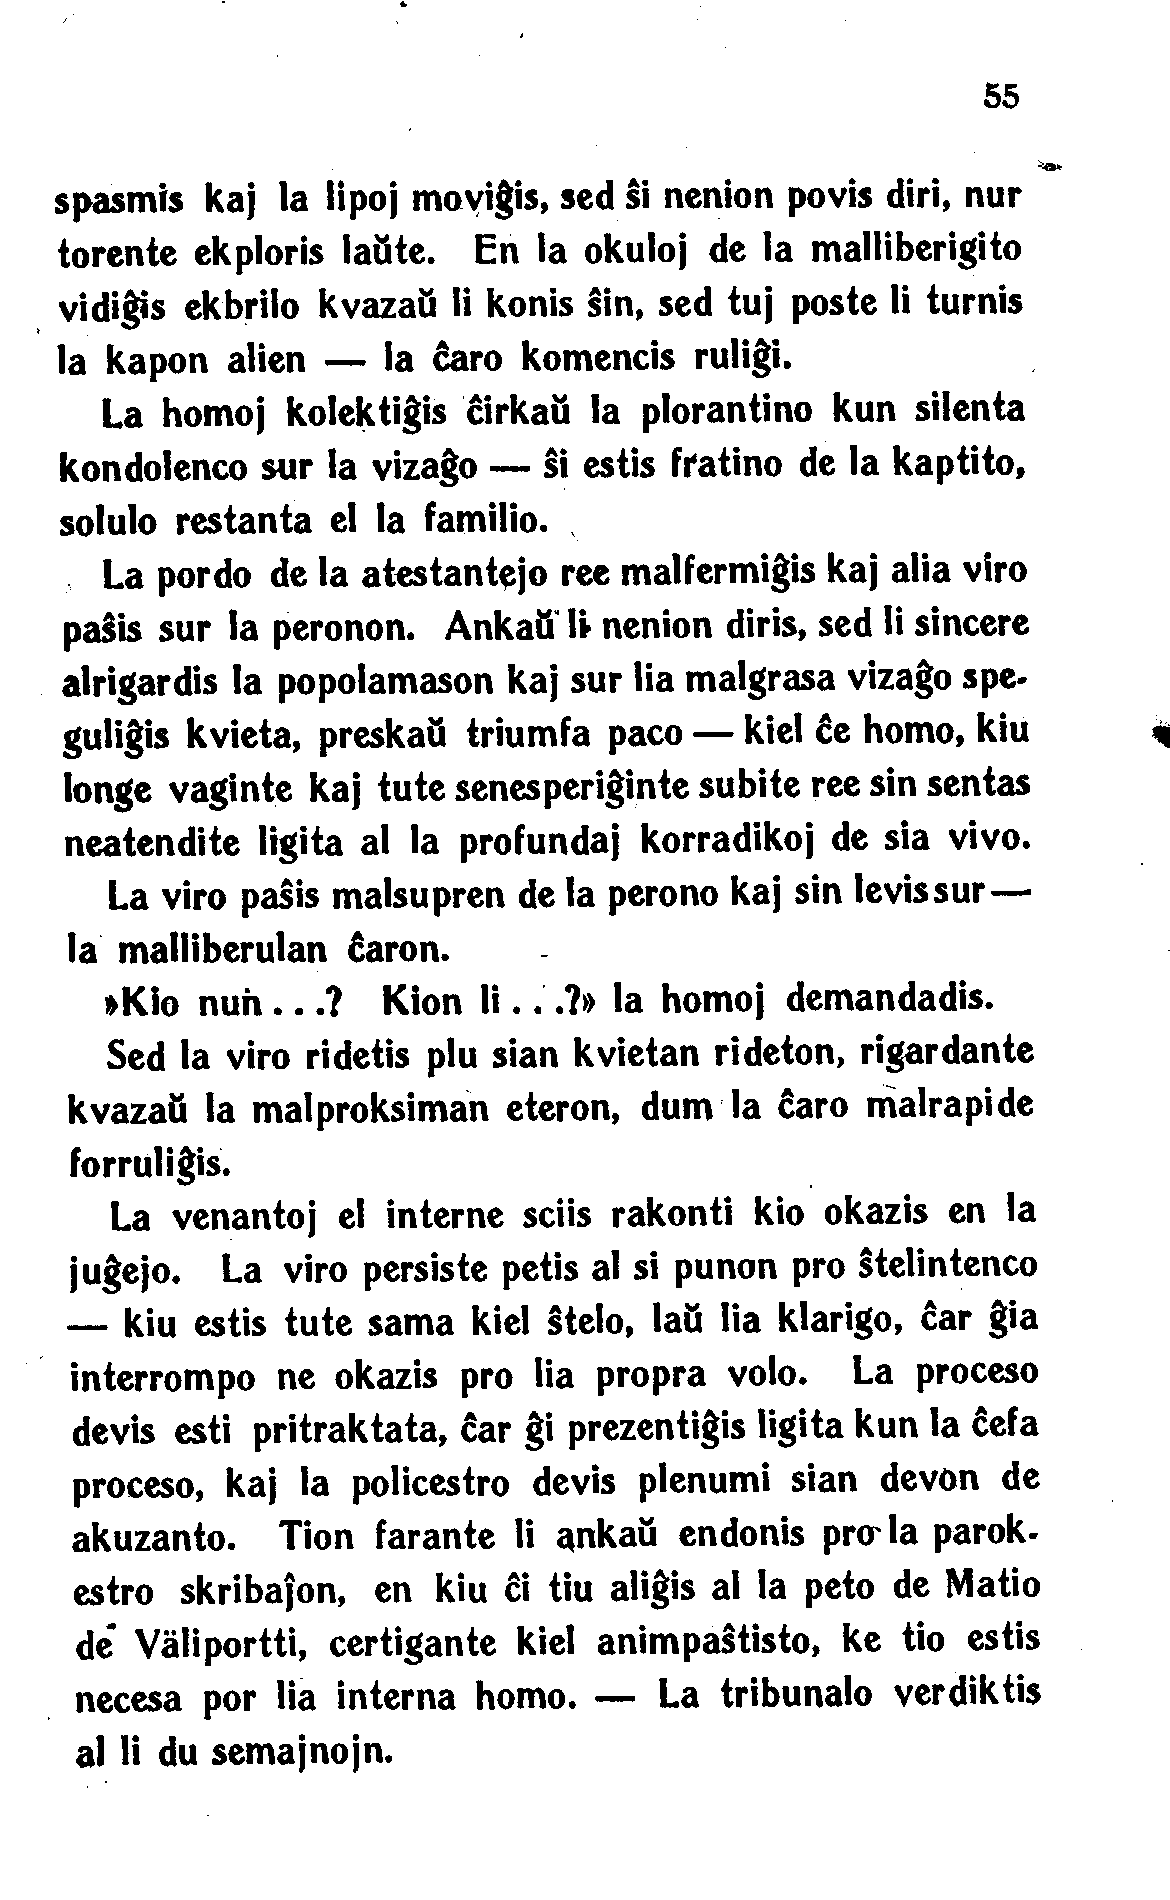 55
spasmis kaj la lipoj moviĝis, sed ŝi nenion povis diri, nur
torente ekploris laŭte. En la okuloj de la malliberigito
vidiĝis ekbrilo kvazaŭ li konis ŝin, sed tuj poste li turnis
la kapon alien — la ĉaro komencis ruliĝi.
La homoj kolektiĝis ĉirkaŭ la plorantino kun silenta
kondolenco sur la vizaĝo — ŝi estis fratino de la kaptito,
solulo restanta el la familio.
La pordo de la atestantejo ree malfermiĝis kaj alia viro
paŝis sur la peronon. Ankaŭ li nenion diris, sed li sincere
alrigardis la popolamason kaj sur lia malgrasa vizaĝo spe-
guliĝis kvieta, preskaŭ triumfa paco — kiel ĉe homo, kiu
longe vaginte kaj tute senesperiĝinte subite ree sin sentas
neatendite ligita al la profundaj korradikoj de sia vivo.
La viro paŝis malsupren de la perono kaj sin levis sur —
la malliberulan ĉaron.
»Kio nun . . .? Kion li . . .?» la homoj demandadis.
Sed la viro ridetis plu sian kvietan rideton, rigardante
kvazaŭ la malproksiman eteron, dum la ĉaro malrapide
forruliĝis.
La venantoj el interne sciis rakonti kio okazis en la
juĝejo. La viro persiste petis al si punon pro ŝtelintenco
— kiu estis tute sama kiel ŝtelo, laŭ lia klarigo, ĉar ĝia
interrompo ne okazis pro lia propra volo. La proceso
devis esti pritraktata, ĉar ĝi prezentiĝis ligita kun la ĉefa
proceso, kaj la policestro devis plenumi sian devon de
akuzanto. Tion farante li ankaŭ endonis pro la parok-
estro skribaĵon, en kiu ĉi tiu aliĝis al la peto de Matio
de Väliportti, certigante kiel animpaŝtisto, ke tio estis
necesa por lia interna homo. — La tribunalo verdiktis
al li du semajnojn.